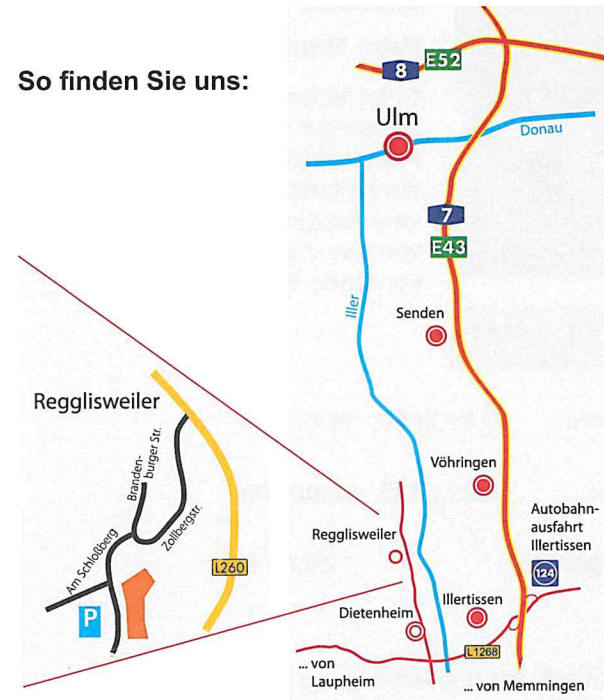 So finden Sie uns:
8
E52
Ulm
Donau
7
E43
Iller
Senden
Vöhringen
Autobahn-
ausfahrt
Illertissen
124
Regglisweiler
Dietenheim
Illertissen
L1268
... von
Laupheim
... von Memmingen
Regglisweiler
Branden-
burger Str.
Zollbergstr.
Am Schloßberg
L260
P